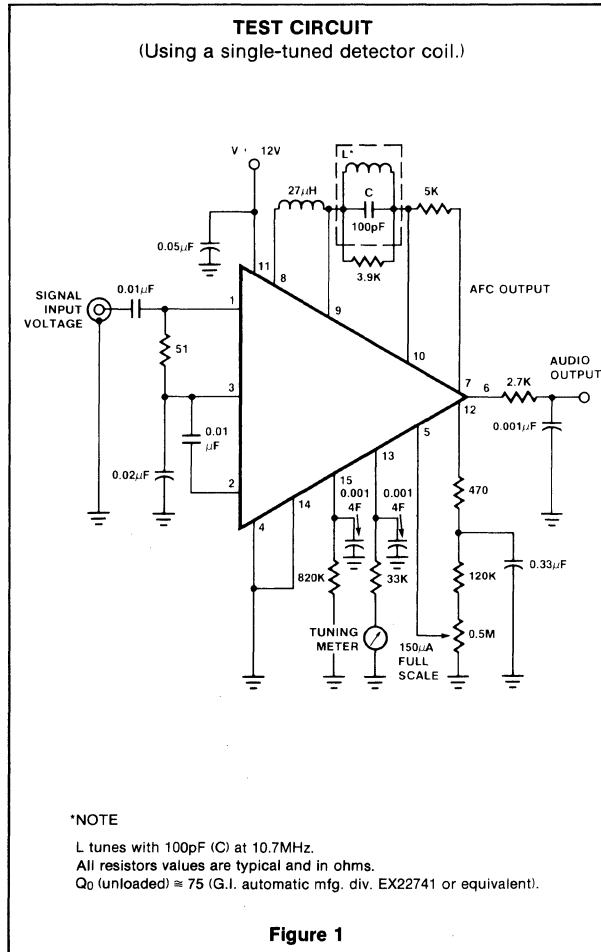 TEST CIRCUIT
(Using a single-tuned detector coil.)
V + 12V
L*
27µH
C
100pF
5K
0.05µF
3.9K
11
8
9
10
AFC OUTPUT
SIGNAL
INPUT
VOLTAGE
0.01µF
1
51
3
0.01
µF
0.02µF
2
7
6
12
2.7K
AUDIO
OUTPUT
0.001µF
5
13
15
14
4
0.001
4F
0.001
4F
470
820K
33K
120K
0.33µF
TUNING
METER
150µA
FULL
SCALE
0.5M
*NOTE
L tunes with 100pF (C) at 10.7MHz.
All resistors values are typical and in ohms.
Q0 (unloaded) ≅ 75 (G.I. automatic mfg. div. EX22741 or equivalent).
Figure 1